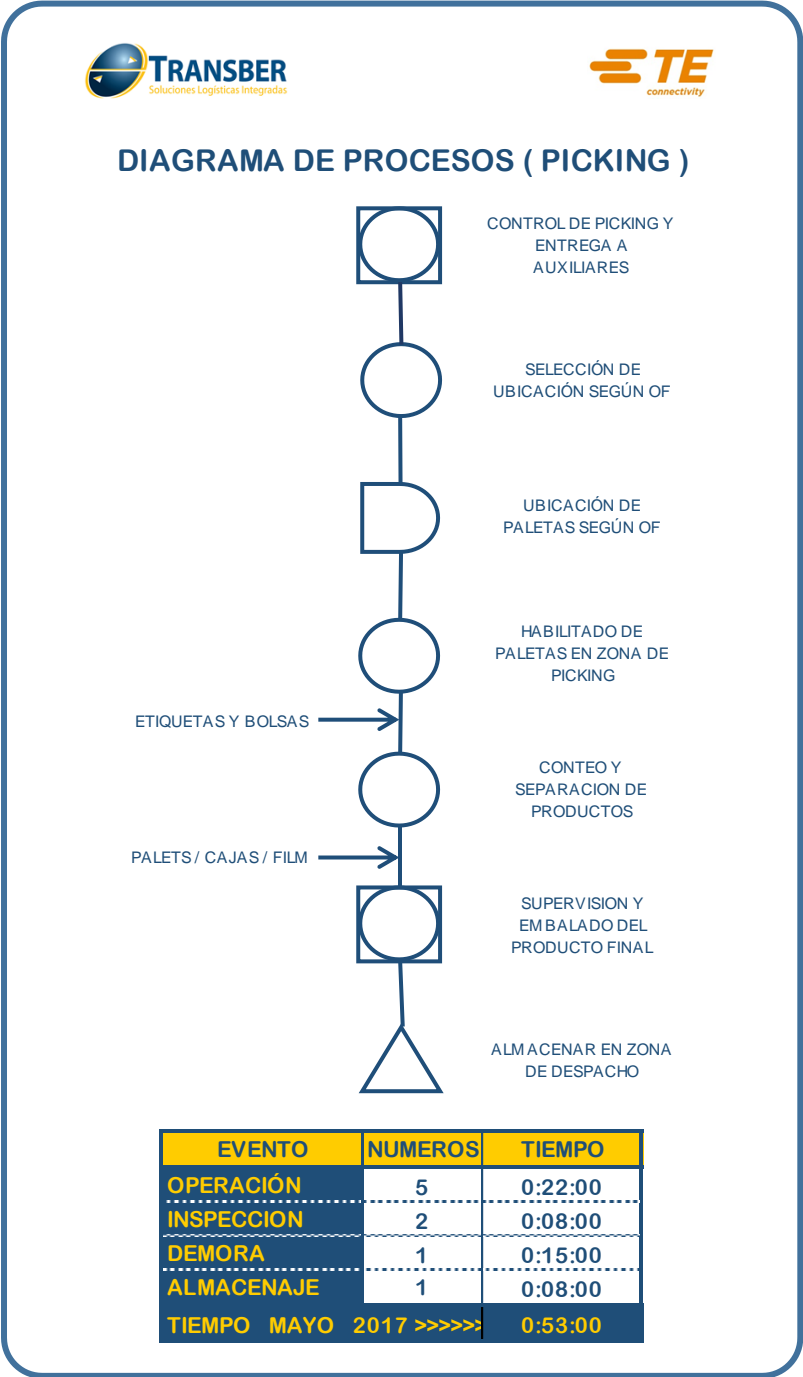 TRANSBER
Soluciones Logísticas Integradas
TE
connectivity
DIAGRAMA DE PROCESOS ( PICKING )
CONTROL DE PICKING Y
ENTREGA A
AUXILIARES
SELECCIÓN DE
UBICACIÓN SEGÚN OF
UBICACIÓN DE
PALETAS SEGÚN OF
HABILITADO DE
PALETAS EN ZONA DE
PICKING
ETIQUETAS Y BOLSAS
CONTEO Y
SEPARACION DE
PRODUCTOS
PALETS / CAJAS / FILM
SUPERVISION Y
EMBALADO DEL
PRODUCTO FINAL
ALMACENAR EN ZONA
DE DESPACHO
EVENTO NUMEROS TIEMPO
OPERACIÓN 5 0:22:00
INSPECCION 2 0:08:00
DEMORA 1 0:15:00
ALMACENAJE 1 0:08:00
TIEMPO MAYO 2017 >>>>>> 0:53:00